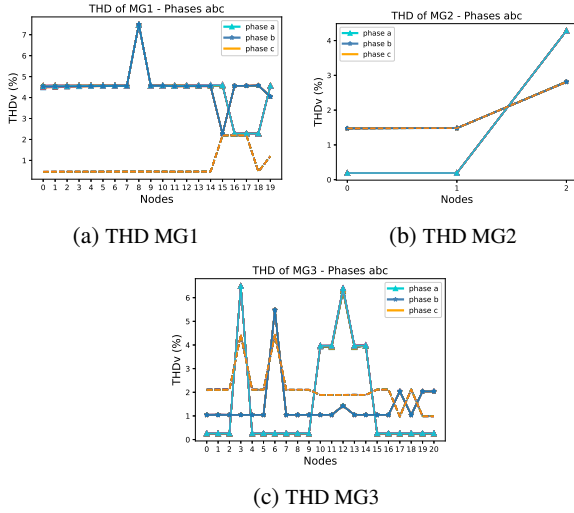 THD of MG1 - Phases abc
THDv (%)
7
6
5
4
3
2
1
phase a
phase b
phase c
0 1 2 3 4 5 6 7 8 9 10 11 12 13 14 15 16 17 18 19
Nodes
(a) THD MG1
THD of MG2 - Phases abc
THDv (%)
4
3
2
1
0
phase a
phase b
phase c
0 1 2
Nodes
(b) THD MG2
THD of MG3 - Phases abc
THDv (%)
6
5
4
3
2
1
0
phase a
phase b
phase c
0 1 2 3 4 5 6 7 8 9 10 11 12 13 14 15 16 17 18 19 20
Nodes
(c) THD MG3